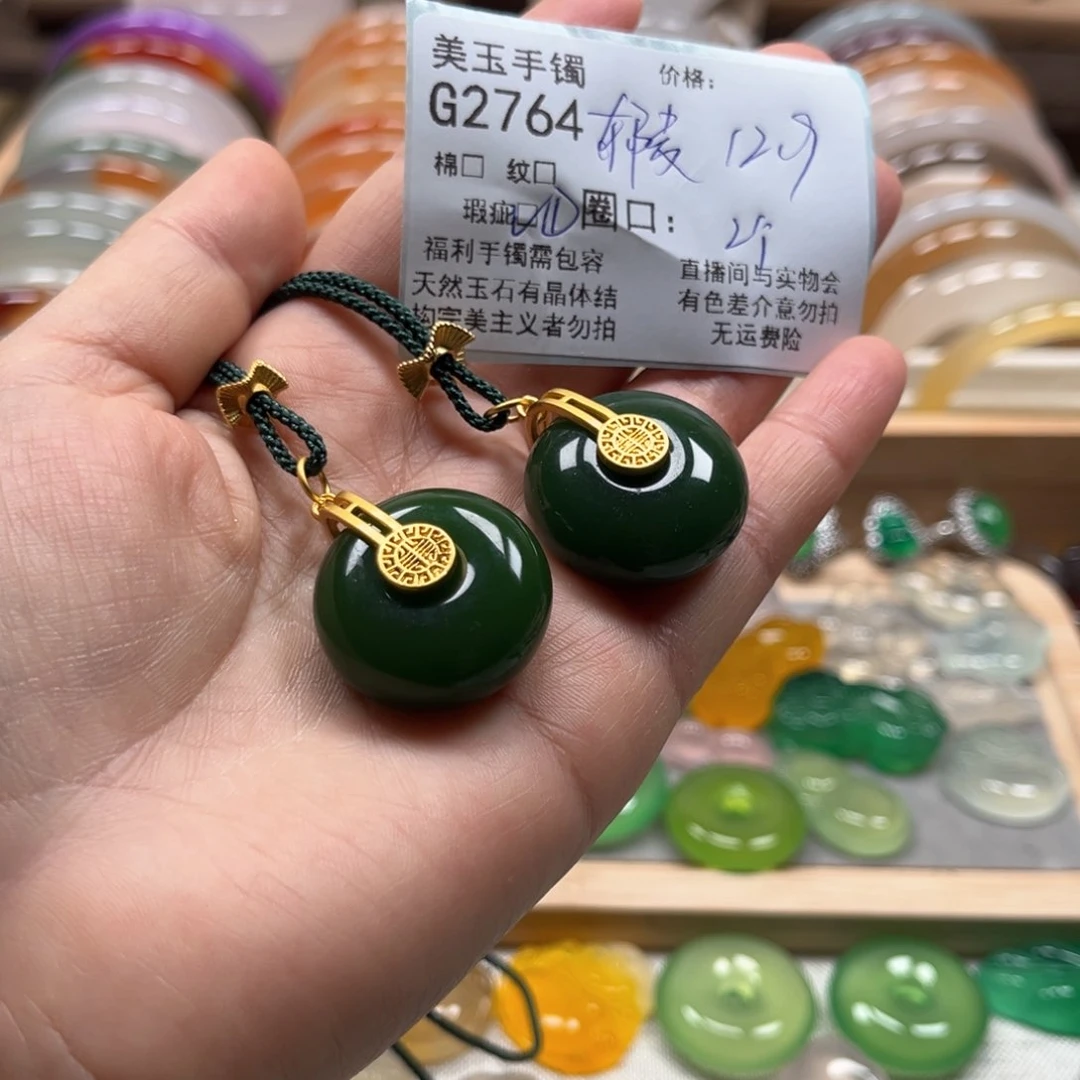 美玉手镯
价格：
G2764
129
棉□ 纹□
瑕疵□
圈口：
福利手镯需包容
天然玉石有晶体结
构完美主义者勿拍
直播间与实物会
有色差介意勿拍
无运费险